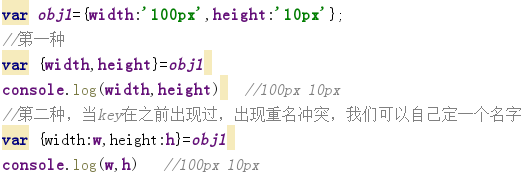 var obj1={width:'100px',height:'10px'};
//第一种
var {width,height}=obj1
console.log(width,height)   //100px 10px
//第二种，当key在之前出现过，出现重名冲突，我们可以自己定一个名字
var {width:w,height:h}=obj1
console.log(w,h)   //100px 10px